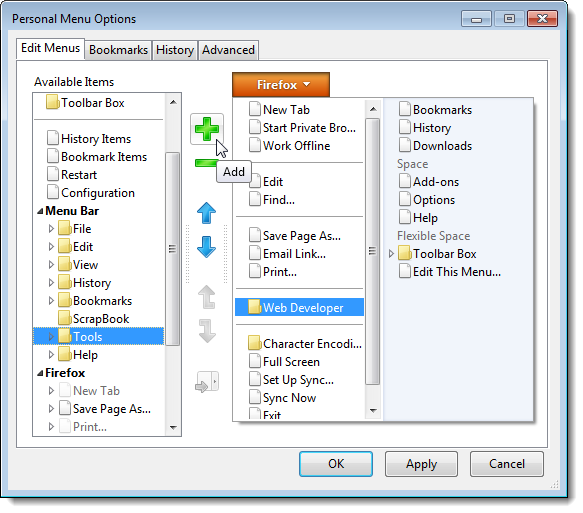 Personal Menu Options
Edit Menus
Bookmarks
History
Advanced
Available Items
Toolbar Box
History Items
Bookmark Items
Restart
Configuration
Menu Bar
File
Edit
View
History
Bookmarks
ScrapBook
Tools
Help
Firefox
New Tab
Save Page As...
Print...
Add
Firefox
New Tab
Start Private Bro...
Work Offline
Edit
Find...
Save Page As...
Email Link...
Print...
Web Developer
Character Encodi...
Full Screen
Set Up Sync...
Sync Now
Exit
Bookmarks
History
Downloads
Space
Add-ons
Options
Help
Flexible Space
Toolbar Box
Edit This Menu...
OK
Apply
Cancel